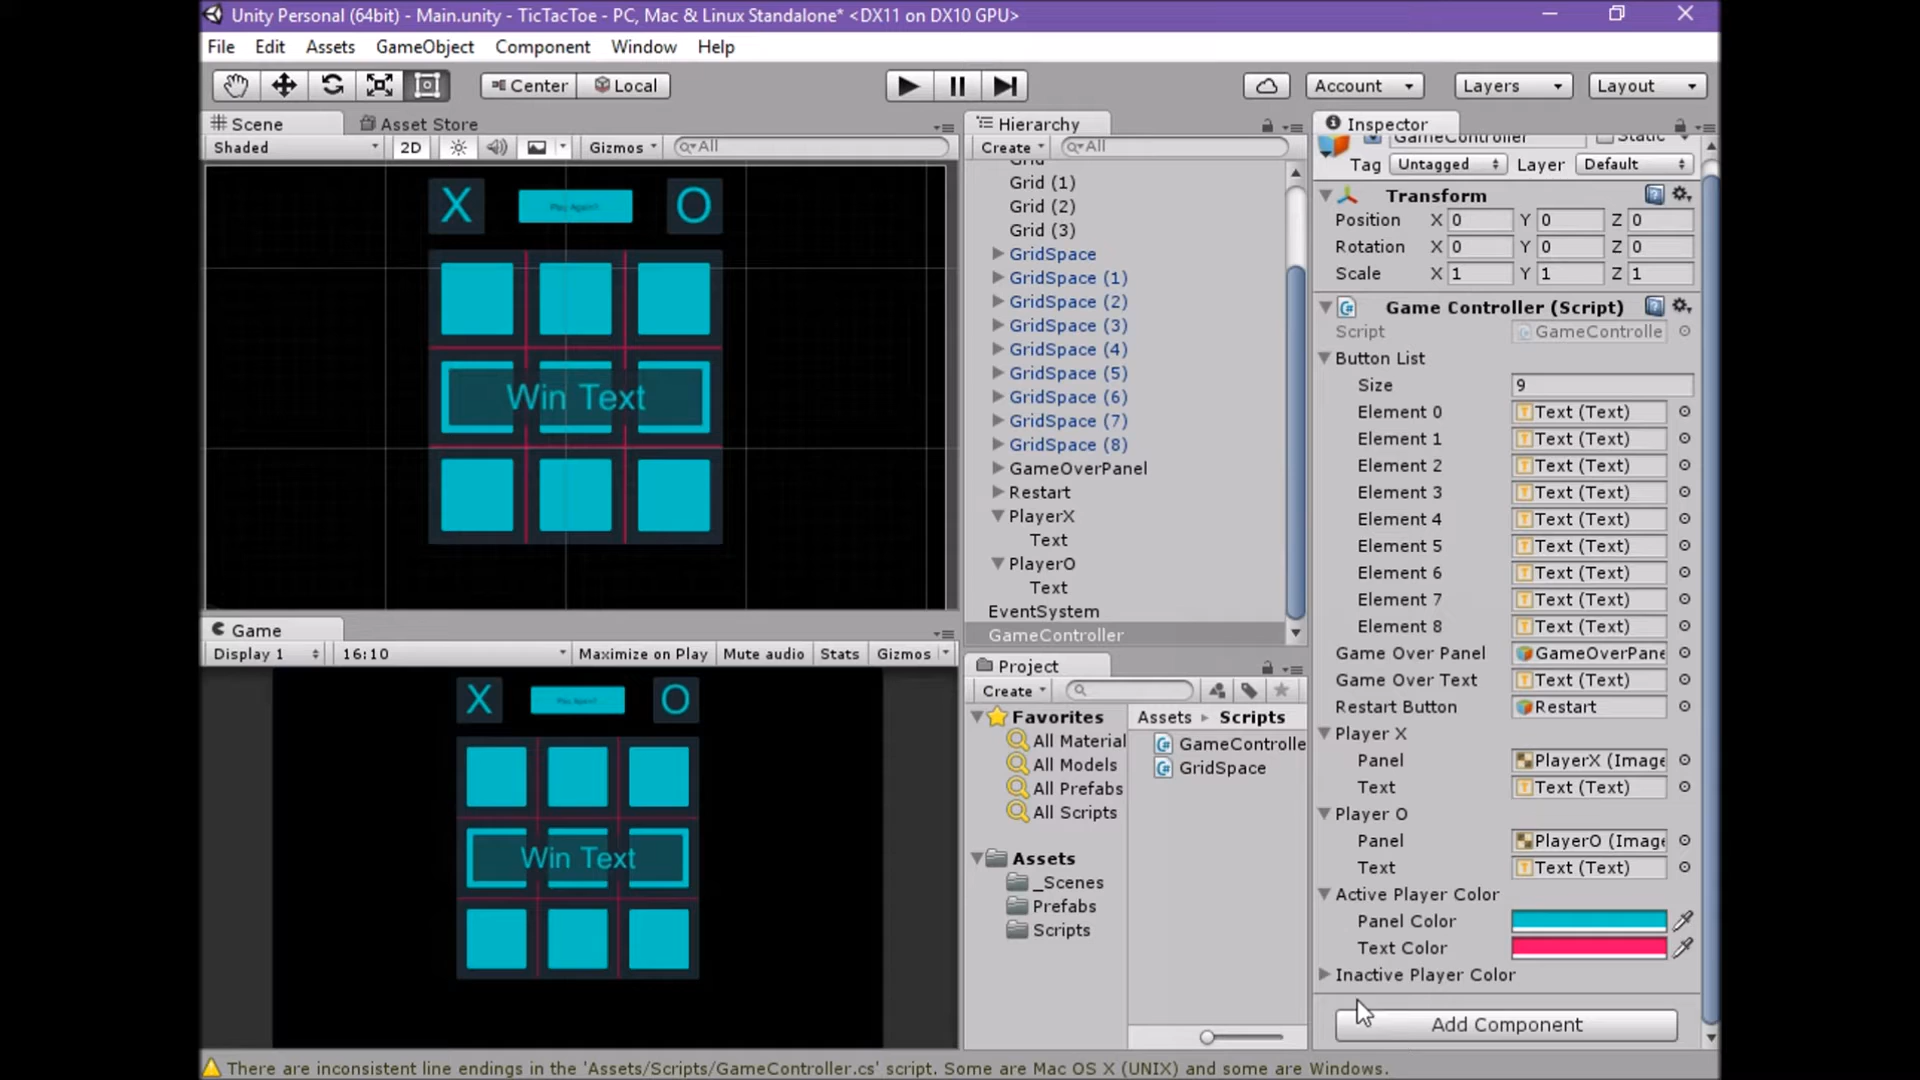 Unity Personal (64bit) - Main.unity - TicTacToe - PC, Mac & Linux Standalone* <DX11 on DX10 GPU>
File Edit Assets GameObject Component Window Help
Center Local Account Layers Layout
Scene Asset Store
Shaded 2D Gizmos All
X Play Again? O
Win Text
Game
Display 1 16:10 Maximize on Play Mute audio Stats Gizmos
X Play Again? O
Win Text
Hierarchy
Create All
Grid
Grid (1)
Grid (2)
Grid (3)
GridSpace
GridSpace (1)
GridSpace (2)
GridSpace (3)
GridSpace (4)
GridSpace (5)
GridSpace (6)
GridSpace (7)
GridSpace (8)
GameOverPanel
Restart
PlayerX
Text
PlayerO
Text
EventSystem
GameController
Project
Create
Favorites
All Material
All Models
All Prefabs
All Scripts
Assets
_Scenes
Prefabs
Scripts
Assets Scripts
GameControlle
GridSpace
Inspector
GameController Static
Tag Untagged Layer Default
Transform
Position X 0 Y 0 Z 0
Rotation X 0 Y 0 Z 0
Scale X 1 Y 1 Z 1
Game Controller (Script)
Script GameControlle
Button List
Size 9
Element 0 Text (Text)
Element 1 Text (Text)
Element 2 Text (Text)
Element 3 Text (Text)
Element 4 Text (Text)
Element 5 Text (Text)
Element 6 Text (Text)
Element 7 Text (Text)
Element 8 Text (Text)
Game Over Panel GameOverPane
Game Over Text Text (Text)
Restart Button Restart
Player X
Panel PlayerX (Image
Text Text (Text)
Player O
Panel PlayerO (Image
Text Text (Text)
Active Player Color
Panel Color
Text Color
Inactive Player Color
Add Component
There are inconsistent line endings in the 'Assets/Scripts/GameController.cs' script. Some are Mac OS X (UNIX) and some are Windows.